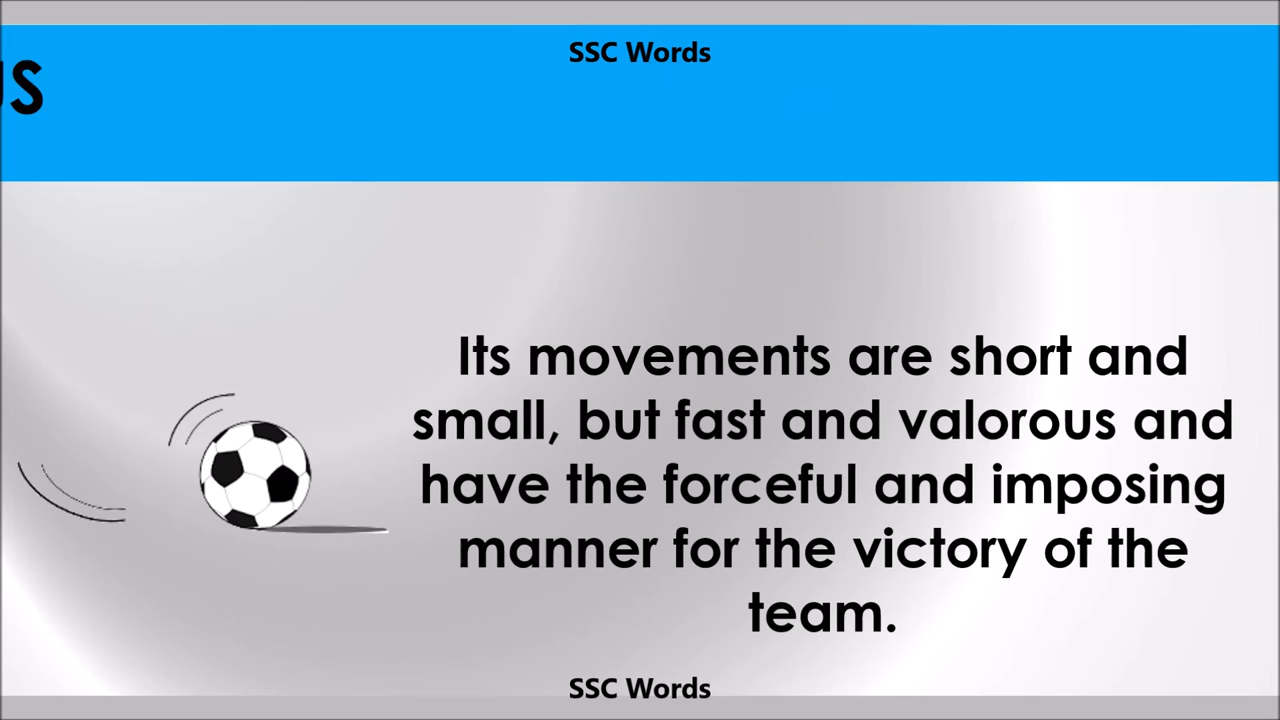 SSC Words
Its movements are short and
small, but fast and valorous and
have the forceful and imposing
manner for the victory of the
team.
SSC Words